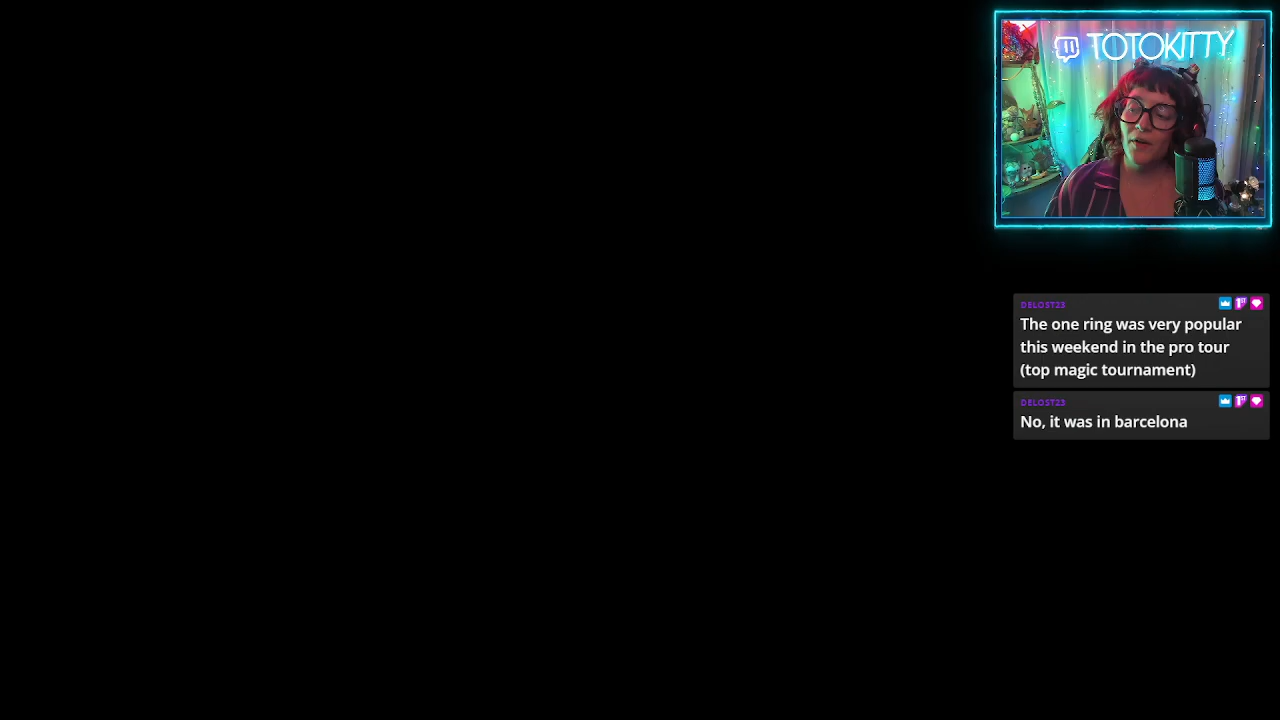 TOTOKITTY
DELOST23
The one ring was very popular
this weekend in the pro tour
(top magic tournament)
DELOST23
No, it was in barcelona